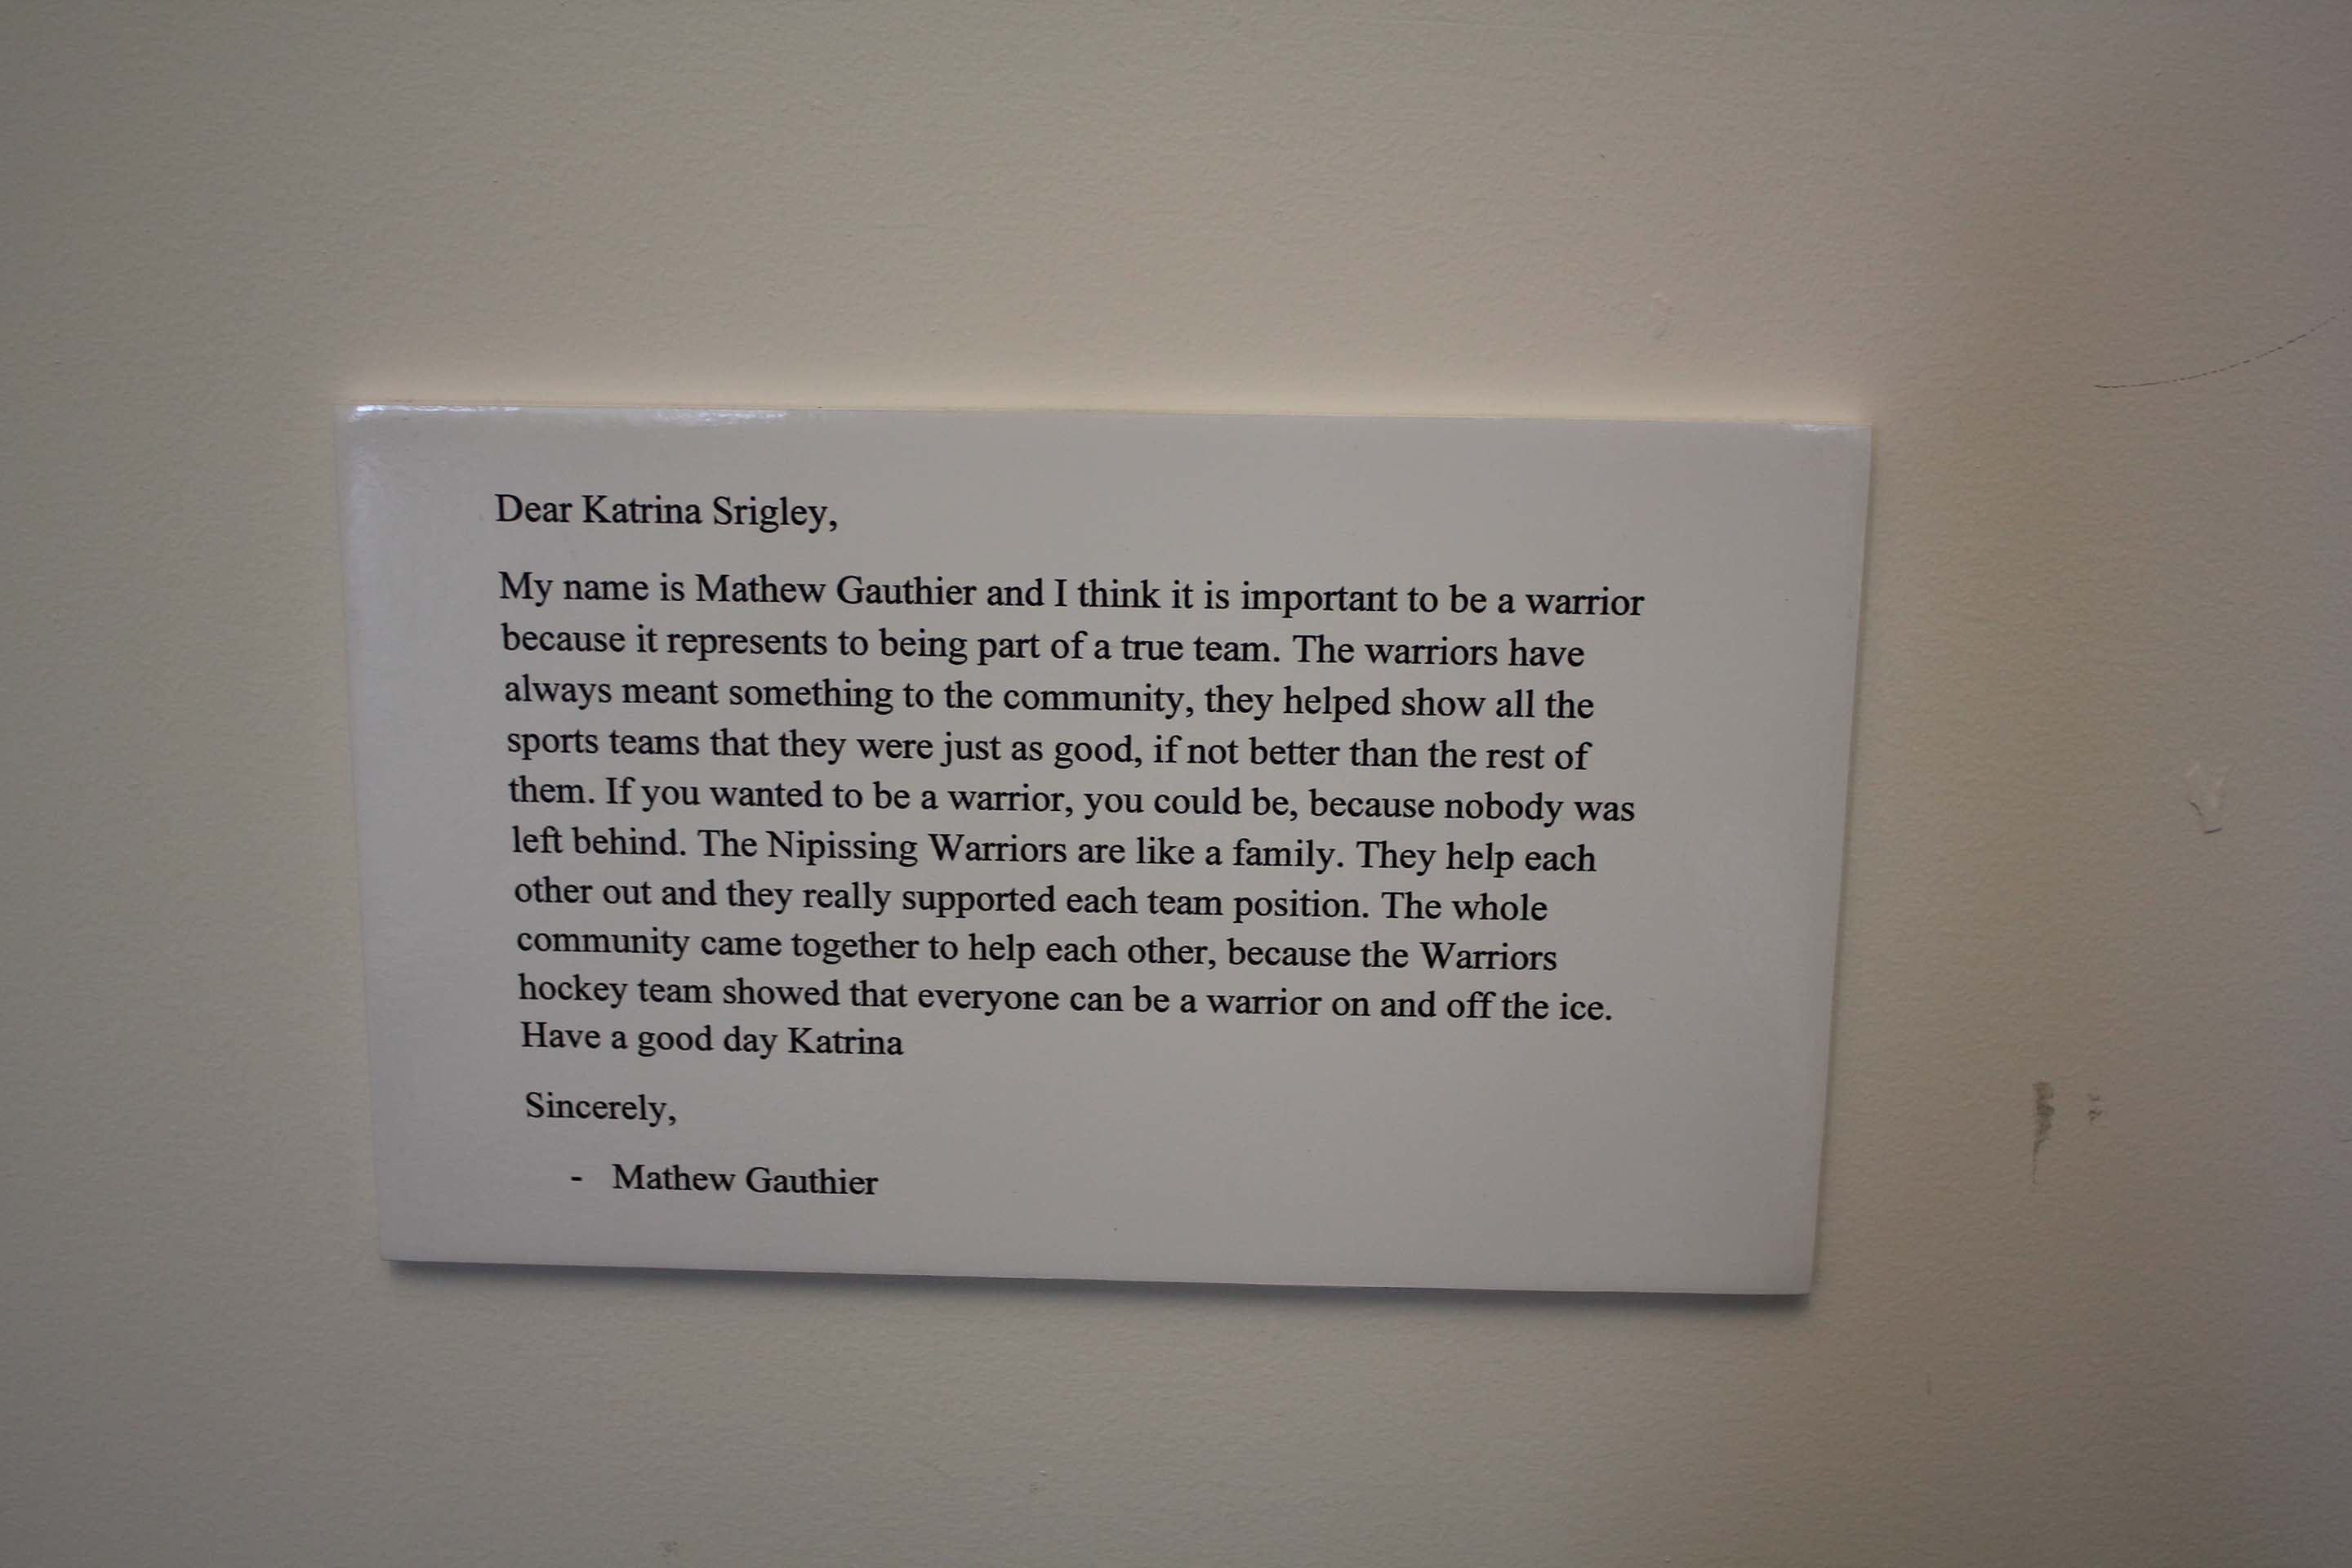 Dear Katrina Srigley,
My name is Mathew Gauthier and I think it is important to be a warrior
because it represents to being part of a true team. The warriors have
always meant something to the community, they helped show all the
sports teams that they were just as good, if not better than the rest of
them. If you wanted to be a warrior, you could be, because nobody was
left behind. The Nipissing Warriors are like a family. They help each
other out and they really supported each team position. The whole
community came together to help each other, because the Warriors
hockey team showed that everyone can be a warrior on and off the ice.
Have a good day Katrina
Sincerely,
- Mathew Gauthier